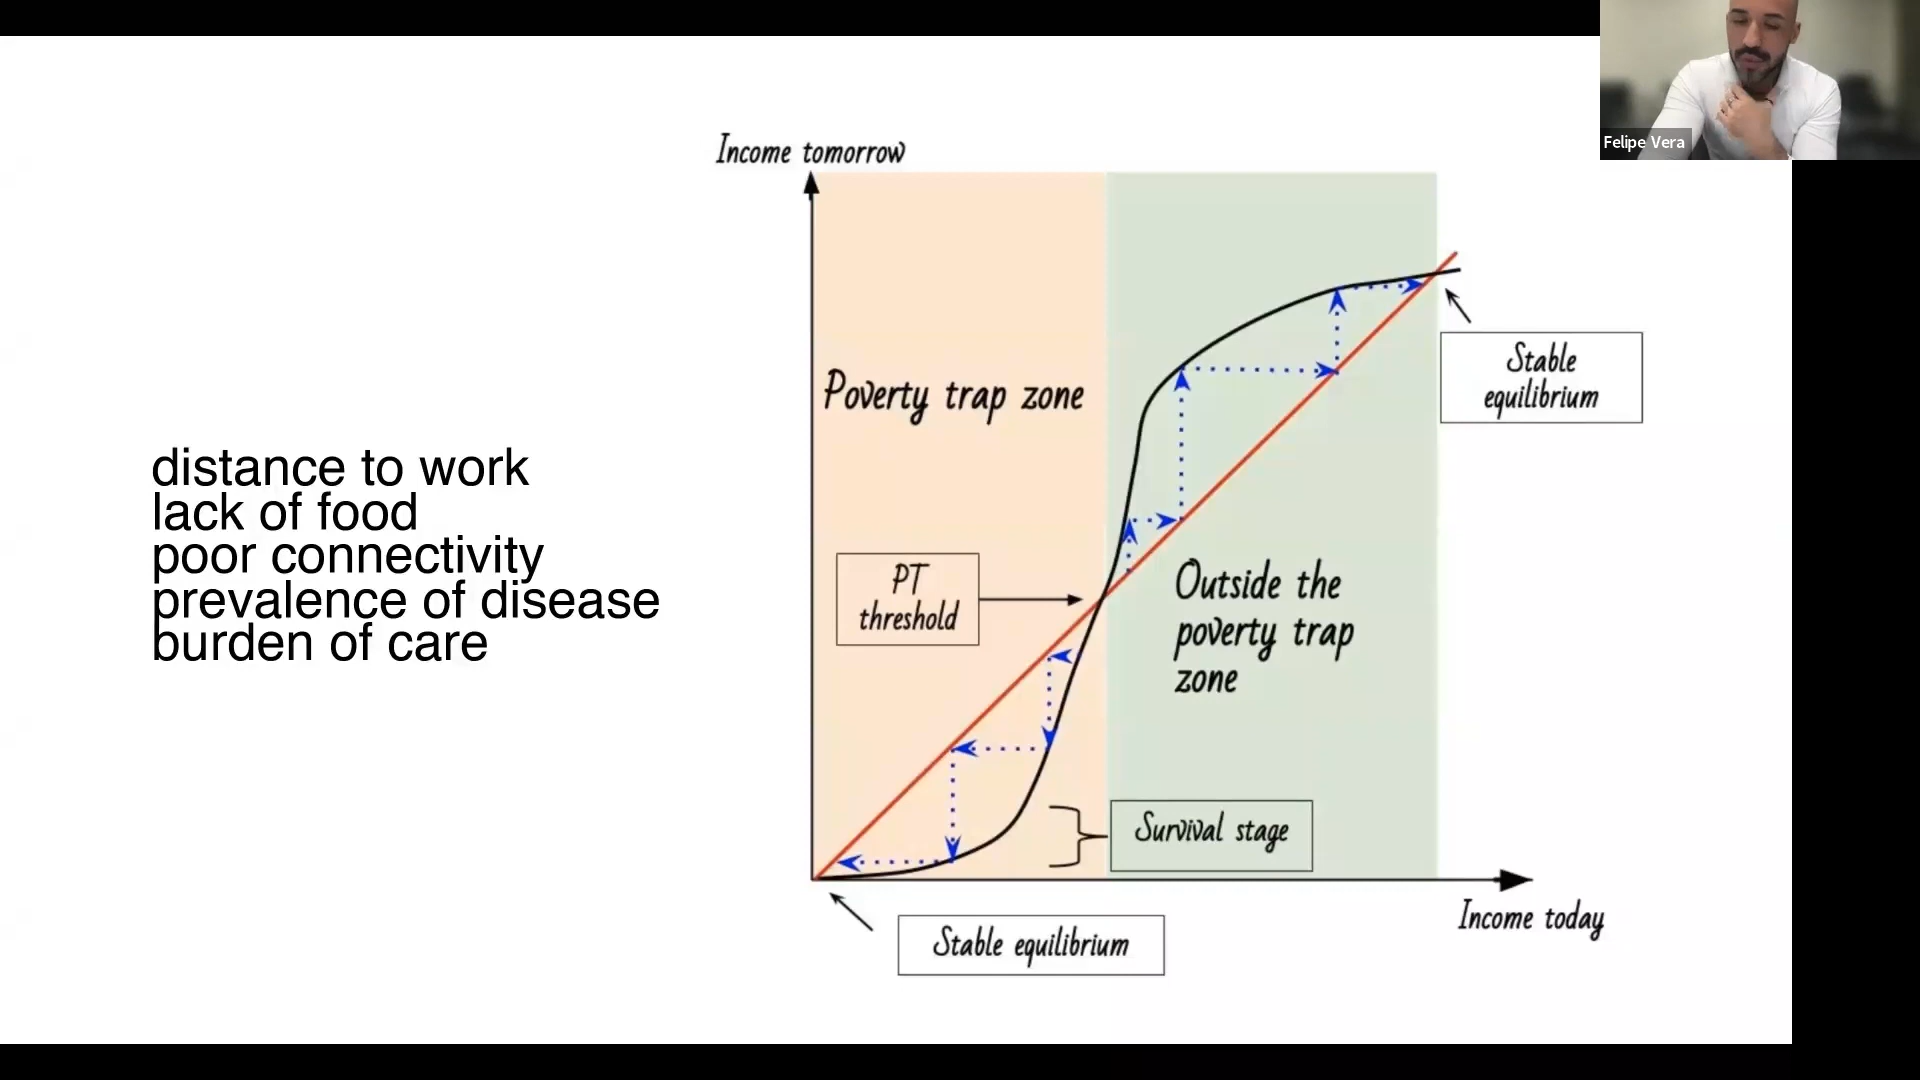 Felipe Vera
Income tomorrow
Poverty trap zone
Stable
equilibrium
distance to work
lack of food
poor connectivity
prevalence of disease
burden of care
PT
threshold
Outside the
poverty trap
zone
Survival stage
Income today
Stable equilibrium